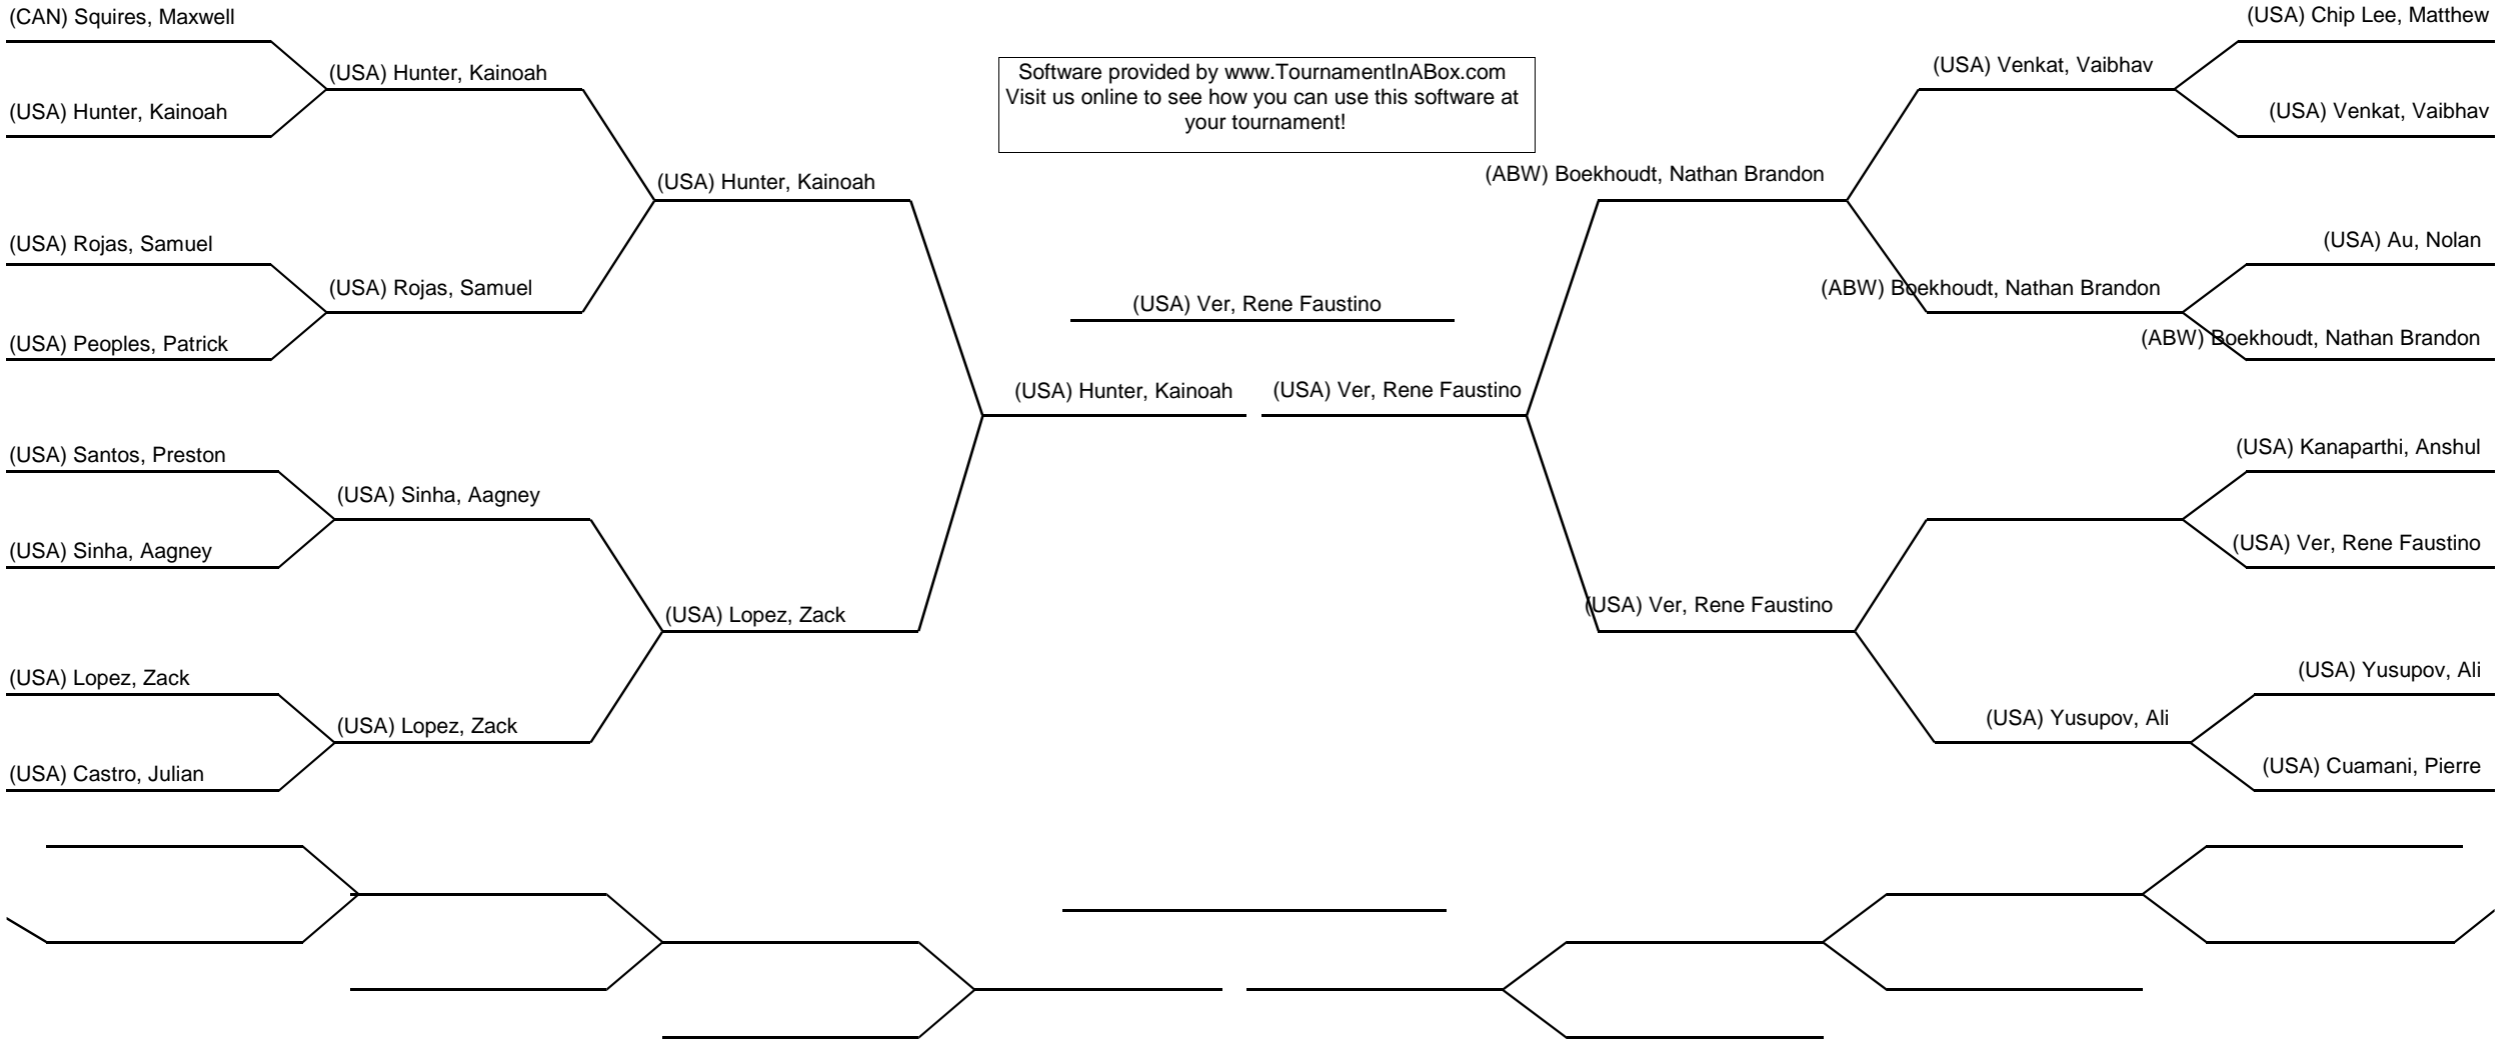 (CAN) Squires, Maxwell
(USA) Hunter, Kainoah
(USA) Hunter, Kainoah
(USA) Hunter, Kainoah
(USA) Rojas, Samuel
(USA) Rojas, Samuel
(USA) Peoples, Patrick
(USA) Santos, Preston
(USA) Sinha, Aagney
(USA) Sinha, Aagney
(USA) Lopez, Zack
(USA) Lopez, Zack
(USA) Lopez, Zack
(USA) Castro, Julian
Software provided by www.TournamentInABox.com
Visit us online to see how you can use this software at
your tournament!
(USA) Ver, Rene Faustino
(USA) Hunter, Kainoah
(USA) Ver, Rene Faustino
(USA) Chip Lee, Matthew
(USA) Venkat, Vaibhav
(USA) Venkat, Vaibhav
(ABW) Boekhoudt, Nathan Brandon
(USA) Au, Nolan
(ABW) Boekhoudt, Nathan Brandon
(ABW) Boekhoudt, Nathan Brandon
(USA) Kanaparthi, Anshul
(USA) Ver, Rene Faustino
(USA) Ver, Rene Faustino
(USA) Yusupov, Ali
(USA) Yusupov, Ali
(USA) Cuamani, Pierre